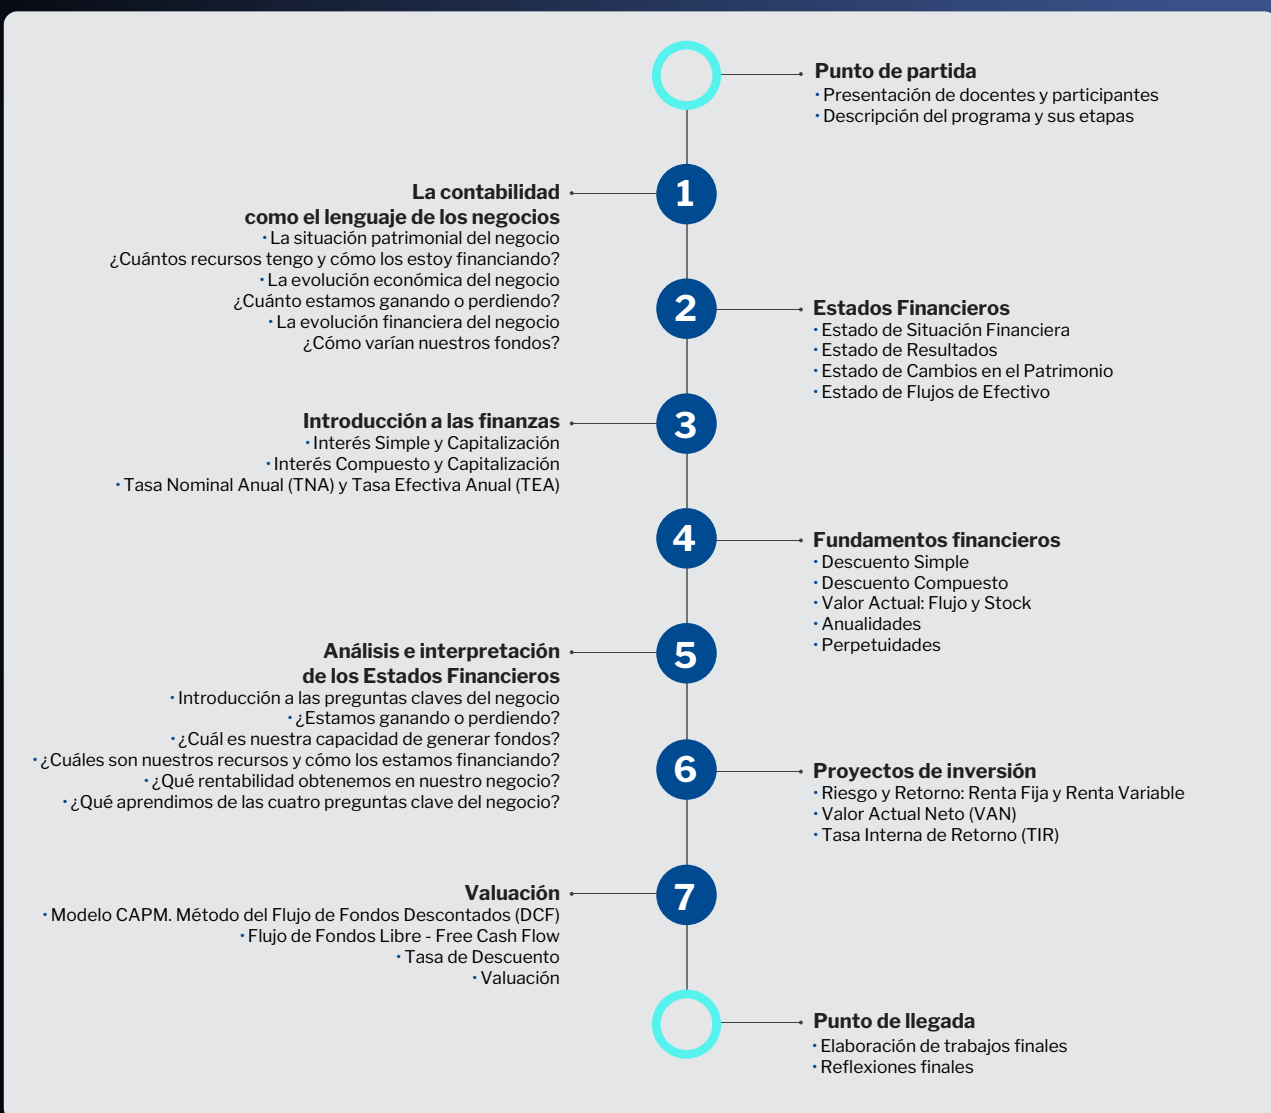 Punto de partida
· Presentación de docentes y participantes
· Descripción del programa y sus etapas
1
La contabilidad
como el lenguaje de los negocios
· La situación patrimonial del negocio
¿Cuántos recursos tengo y cómo los estoy financiando?
· La evolución económica del negocio
¿Cuánto estamos ganando o perdiendo?
· La evolución financiera del negocio
¿Cómo varían nuestros fondos?
2
Estados Financieros
· Estado de Situación Financiera
· Estado de Resultados
· Estado de Cambios en el Patrimonio
· Estado de Flujos de Efectivo
3
Introducción a las finanzas
· Interés Simple y Capitalización
· Interés Compuesto y Capitalización
· Tasa Nominal Anual (TNA) y Tasa Efectiva Anual (TEA)
4
Fundamentos financieros
· Descuento Simple
· Descuento Compuesto
· Valor Actual: Flujo y Stock
· Anualidades
· Perpetuidades
5
Análisis e interpretación
de los Estados Financieros
· Introducción a las preguntas claves del negocio
· ¿Estamos ganando o perdiendo?
· ¿Cuál es nuestra capacidad de generar fondos?
· ¿Cuáles son nuestros recursos y cómo los estamos financiando?
· ¿Qué rentabilidad obtenemos en nuestro negocio?
· ¿Qué aprendimos de las cuatro preguntas clave del negocio?
6
Proyectos de inversión
· Riesgo y Retorno: Renta Fija y Renta Variable
· Valor Actual Neto (VAN)
· Tasa Interna de Retorno (TIR)
7
Valuación
· Modelo CAPM. Método del Flujo de Fondos Descontados (DCF)
· Flujo de Fondos Libre - Free Cash Flow
· Tasa de Descuento
· Valuación
Punto de llegada
· Elaboración de trabajos finales
· Reflexiones finales